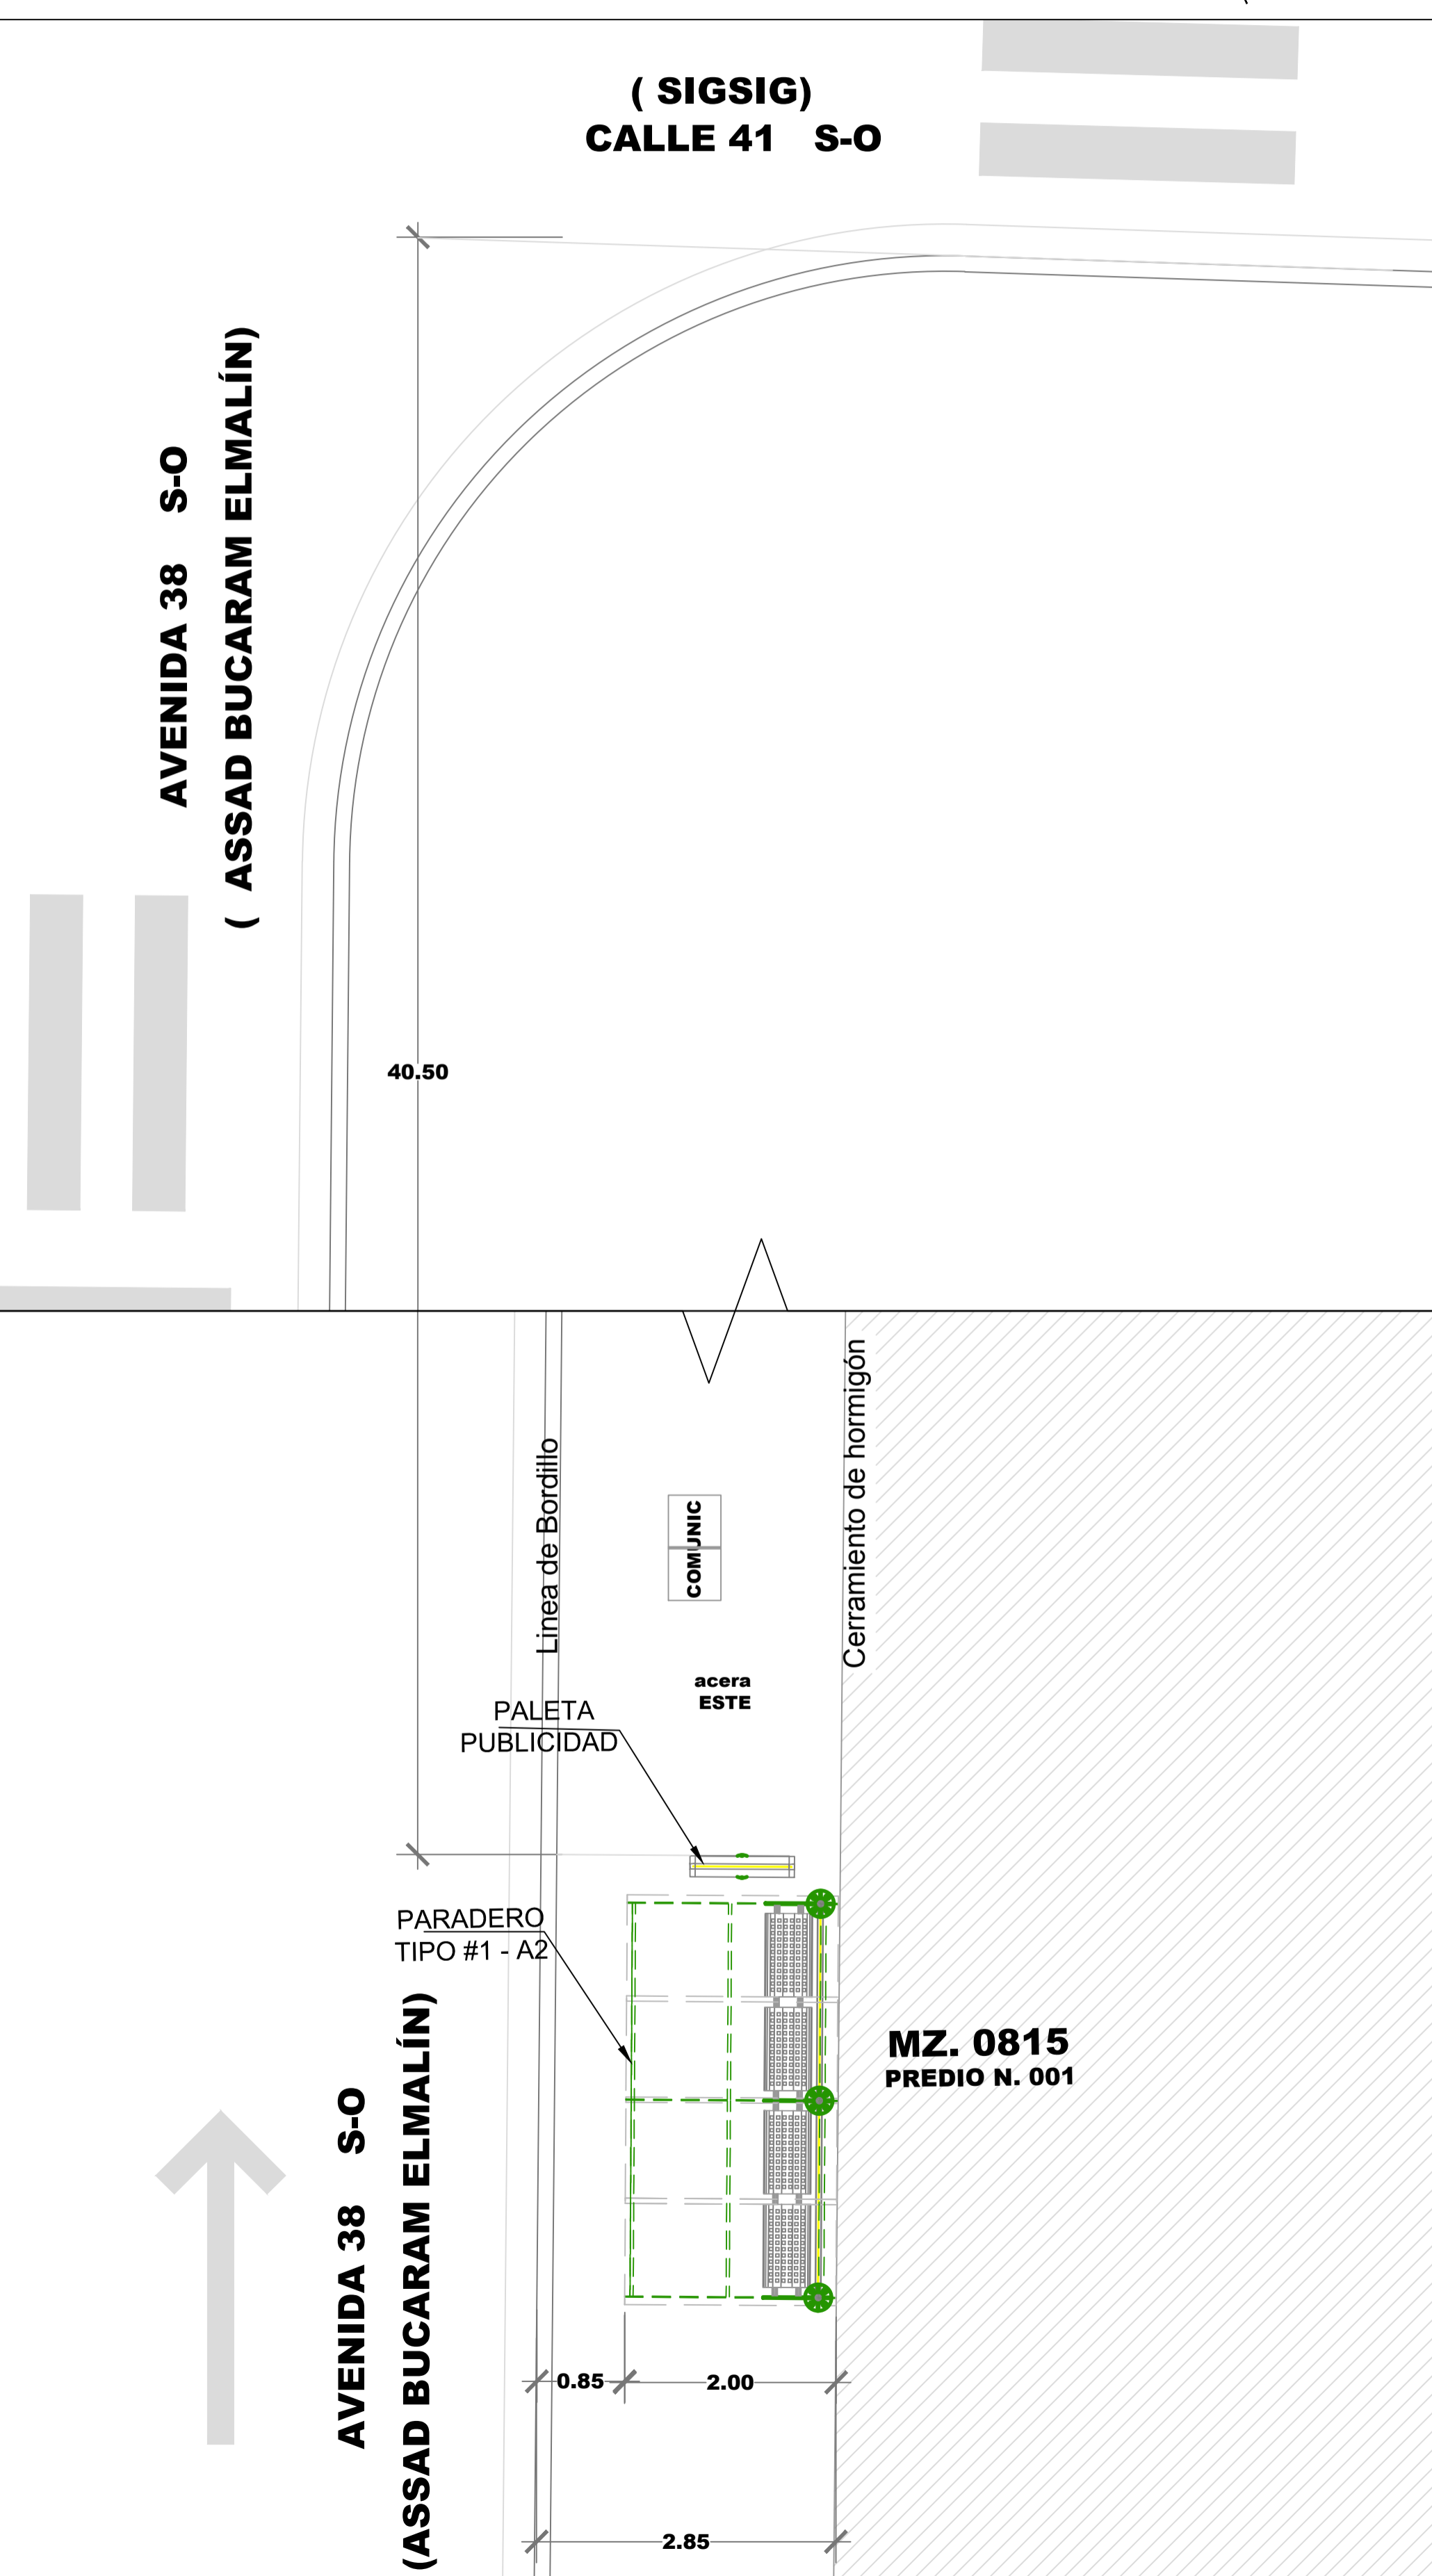 ( SIGSIG)
CALLE 41 S-O
AVENIDA 38 S-O
( ASSAD BUCARAM ELMALÍN)
40.50
Linea de Bordillo
Cerramiento de hormigón
COMUNIC
acera
ESTE
PALETA
PUBLICIDAD
PARADERO
TIPO #1 - A2
MZ. 0815
PREDIO N. 001
AVENIDA 38 S-O
(ASSAD BUCARAM ELMALÍN)
0.85
2.00
2.85